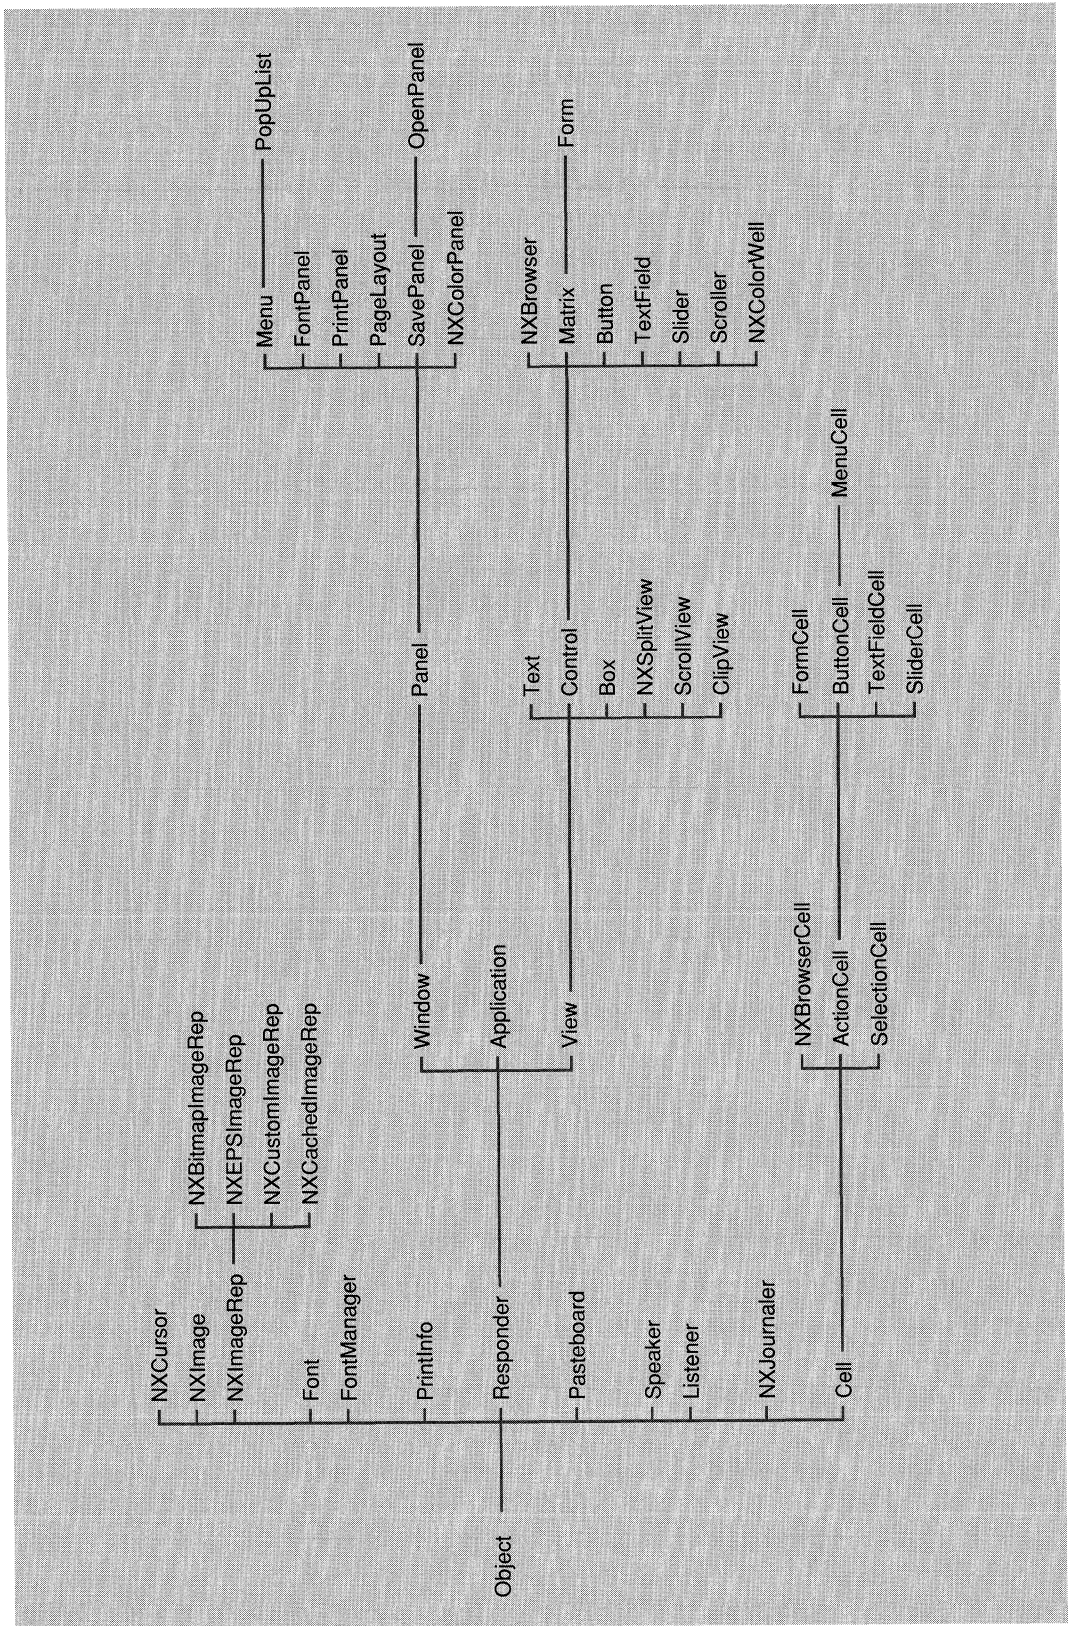 Object
NXCursor
NXImage
NXImageRep
Font
FontManager
PrintInfo
Responder
Pasteboard
Speaker
Listener
NXJournaler
Cell
NXBitmapImageRep
NXEPSImageRep
NXCustomImageRep
NXCachedImageRep
Window
Application
View
NXBrowserCell
ActionCell
SelectionCell
Panel
Text
Control
Box
NXSplitView
ScrollView
ClipView
FormCell
ButtonCell
TextFieldCell
SliderCell
MenuCell
Menu
FontPanel
PrintPanel
PageLayout
SavePanel
NXColorPanel
NXBrowser
Matrix
Button
TextField
Slider
Scroller
NXColorWell
PopUpList
OpenPanel
Form